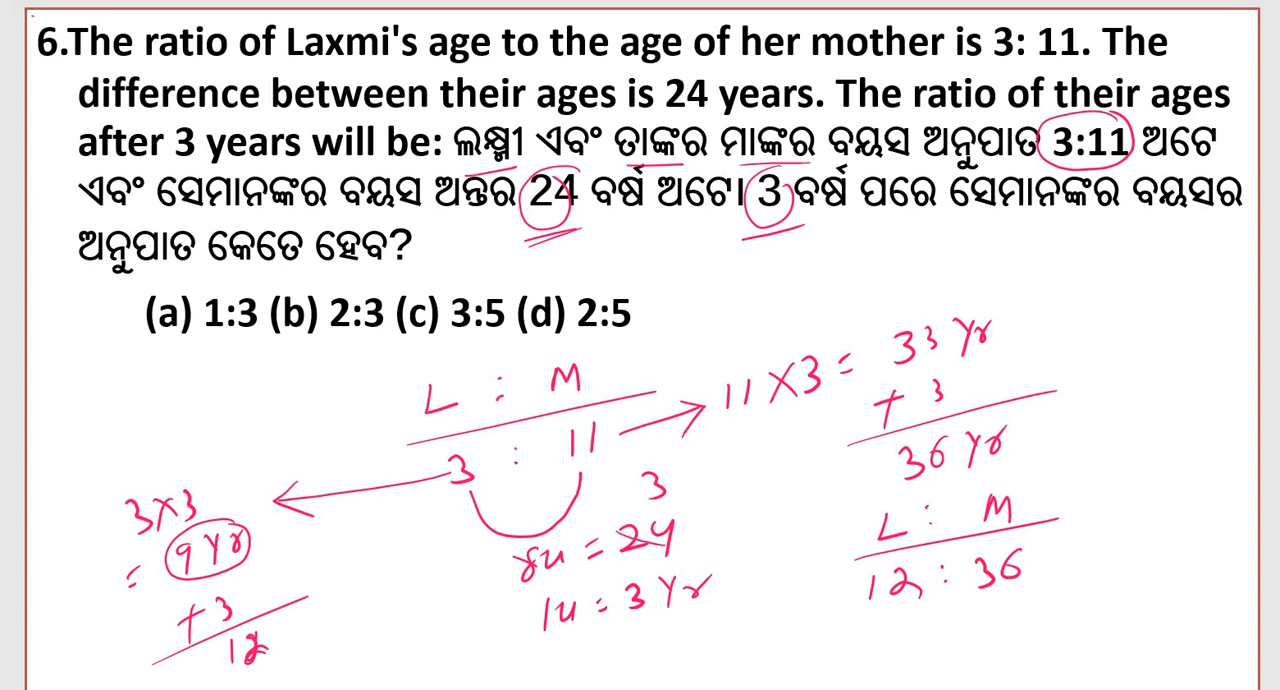 6.The ratio of Laxmi's age to the age of her mother is 3: 11. The
difference between their ages is 24 years. The ratio of their ages
after 3 years will be: ଲକ୍ଷ୍ମୀ ଏବଂ ତାଙ୍କର ମାଙ୍କର ବୟସ ଅନୁପାତ 3:11 ଅଟେ
ଏବଂ ସେମାନଙ୍କର ବୟସ ଅନ୍ତର 24 ବର୍ଷ ଅଟେ। 3 ବର୍ଷ ପରେ ସେମାନଙ୍କର ବୟସର
ଅନୁପାତ କେତେ ହେବ?
(a) 1:3 (b) 2:3 (c) 3:5 (d) 2:5
L : M
3 : 11
11 × 3 = 33 Yr
+ 3
36 Yr
3×3
= 9 Yr
+ 3
12
3
8u = 24
1u = 3 Yr
L : M
12 : 36